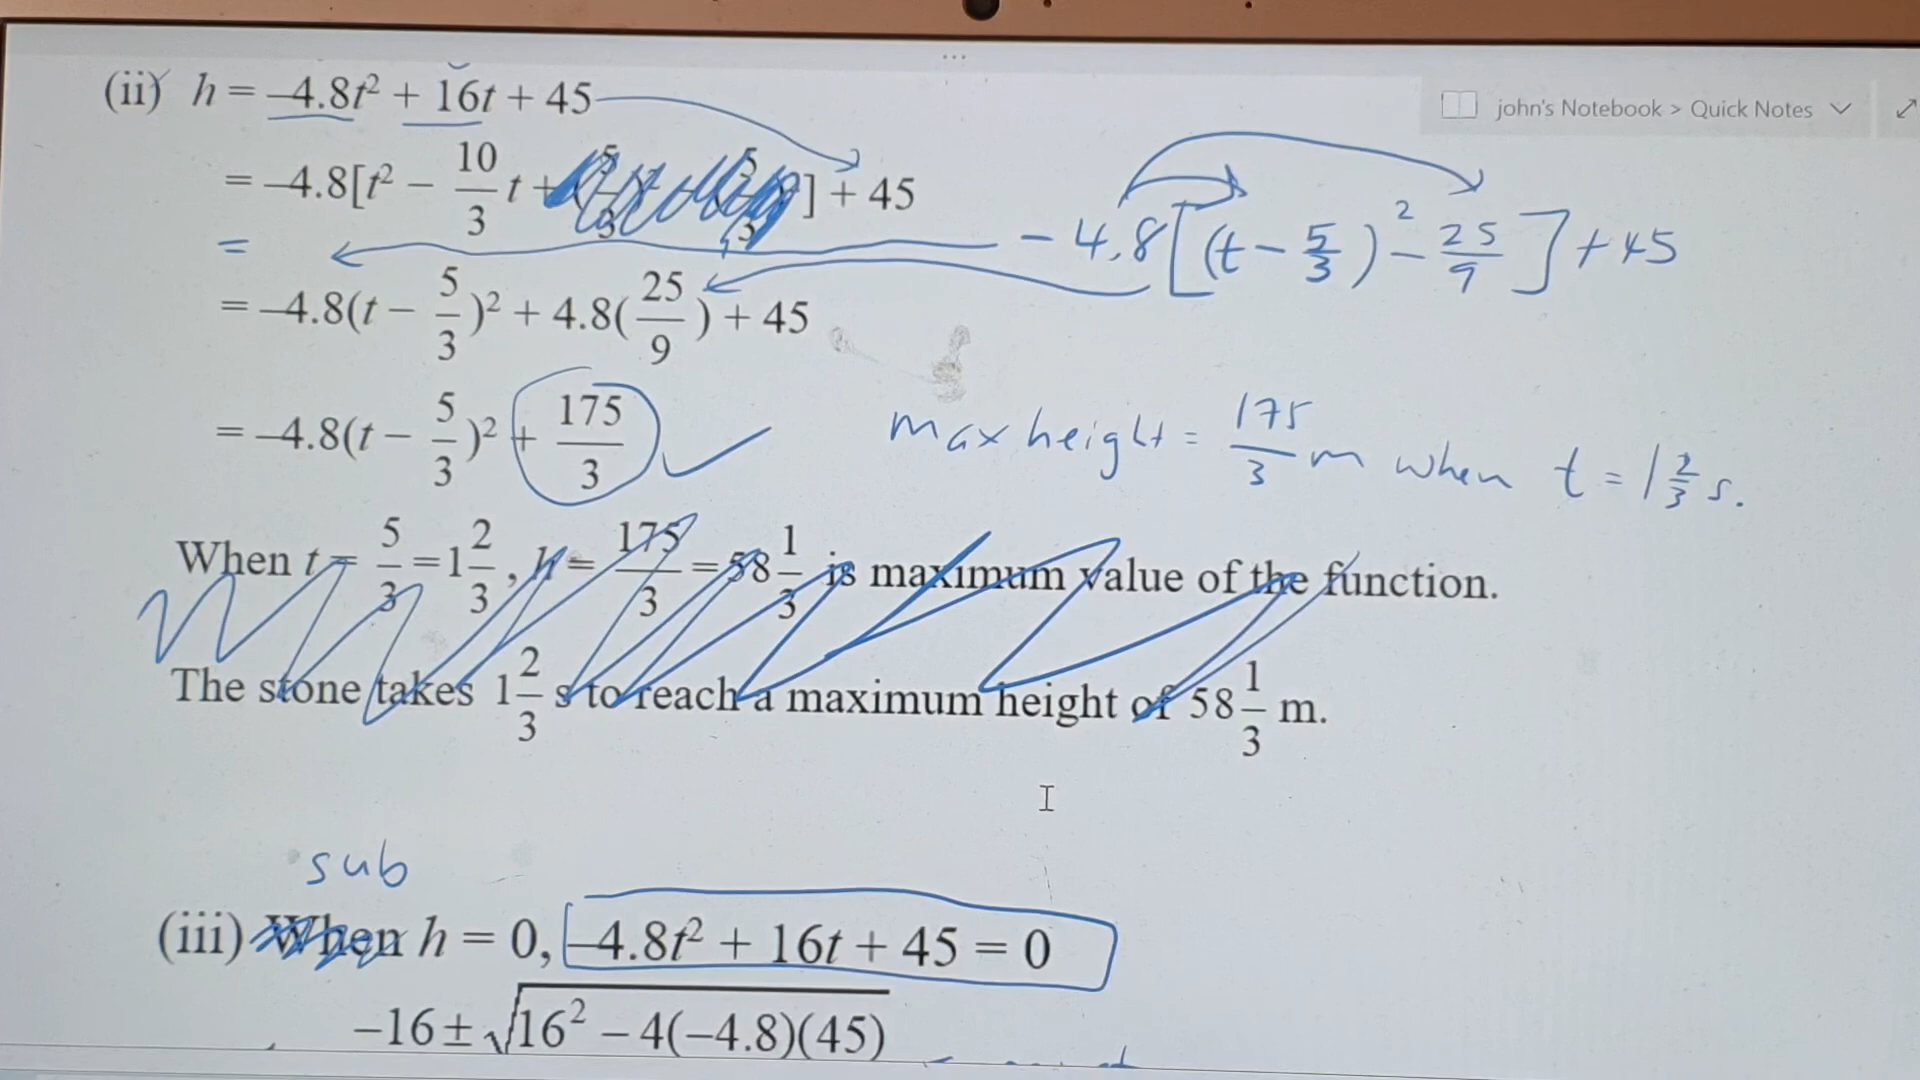 (ii) h = –4.8t² + 16t + 45
john's Notebook > Quick Notes
= –4.8[t² – 10/3 t + ] + 45
= –4.8[(t – 5/3)² – 25/9] + 45
= –4.8(t – 5/3)² + 4.8(25/9) + 45
= –4.8(t – 5/3)² + 175/3
max height = 175/3 m when t = 1 2/3 s.
When t = 5/3 = 1 2/3, h = 175/3 = 58 1/3 is maximum value of the function.
The stone takes 1 2/3 s to reach a maximum height of 58 1/3 m.
sub
(iii) When h = 0, –4.8t² + 16t + 45 = 0
–16 ± √16² – 4(–4.8)(45)